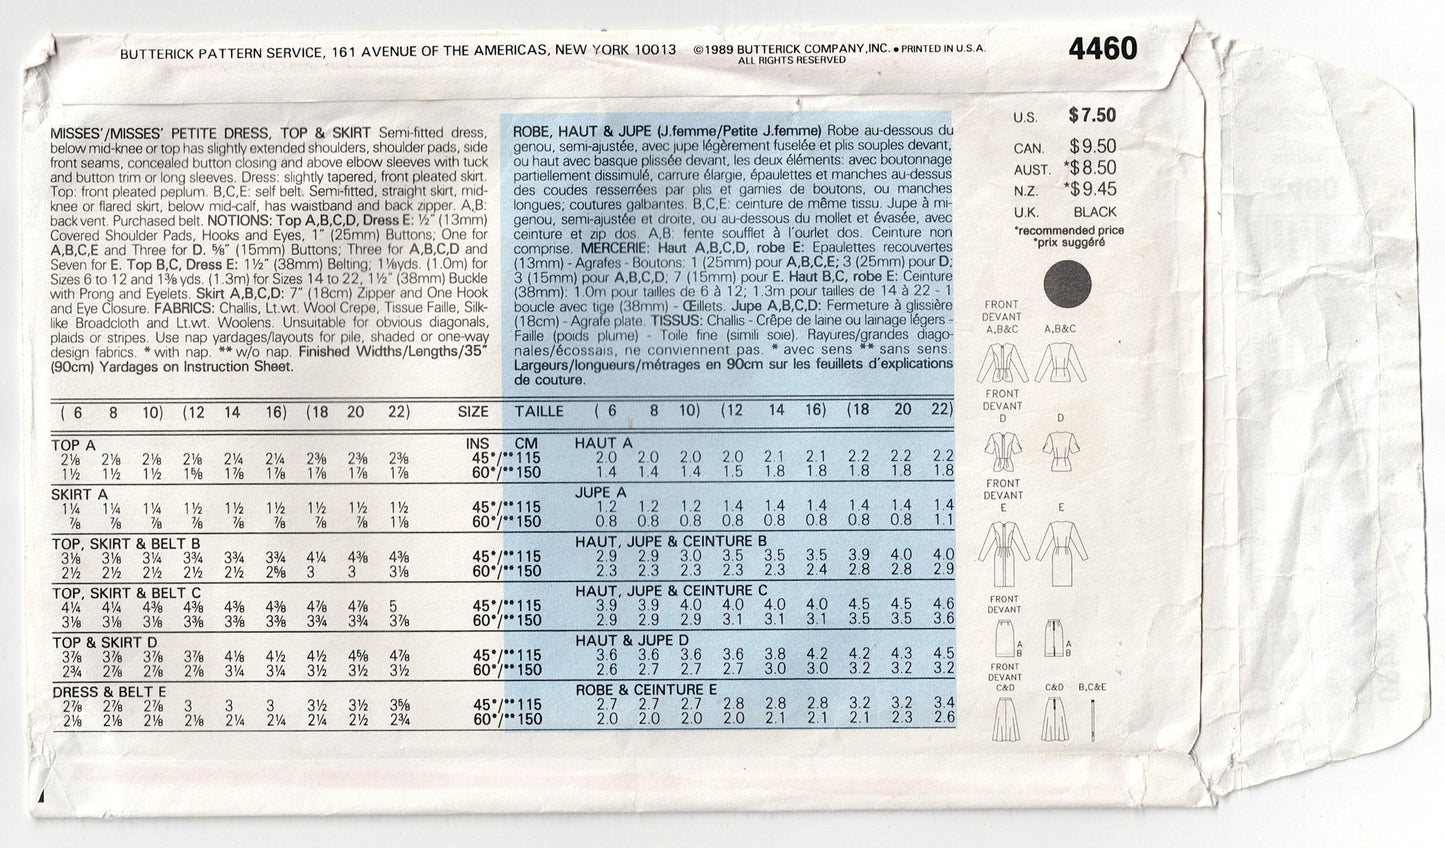 BUTTERICK PATTERN SERVICE, 161 AVENUE OF THE AMERICAS, NEW YORK 10013 ©1989 BUTTERICK COMPANY, INC. • PRINTED IN U.S.A.
ALL RIGHTS RESERVED
4460
MISSES'/MISSES' PETITE DRESS, TOP & SKIRT Semi-fitted dress,
below mid-knee or top has slightly extended shoulders, shoulder pads, side
front seams, concealed button closing and above elbow sleeves with tuck
and button trim or long sleeves. Dress: slightly tapered, front pleated skirt.
Top: front pleated peplum. B,C,E: self belt. Semi-fitted, straight skirt, mid-
knee or flared skirt, below mid-calf, has waistband and back zipper. A,B:
back vent. Purchased belt. NOTIONS: Top A,B,C,D, Dress E: ½" (13mm)
Covered Shoulder Pads, Hooks and Eyes, 1" (25mm) Buttons; One for
A,B,C,E and Three for D. ⅝" (15mm) Buttons; Three for A,B,C,D and
Seven for E. Top B,C, Dress E: 1½" (38mm) Belting; 1⅛yds. (1.0m) for
Sizes 6 to 12 and 1⅜ yds. (1.3m) for Sizes 14 to 22, 1½" (38mm) Buckle
with Prong and Eyelets. Skirt A,B,C,D: 7" (18cm) Zipper and One Hook
and Eye Closure. FABRICS: Challis, Lt.wt. Wool Crepe, Tissue Faille, Silk-
like Broadcloth and Lt.wt. Woolens. Unsuitable for obvious diagonals,
plaids or stripes. Use nap yardages/layouts for pile, shaded or one-way
design fabrics. * with nap. ** w/o nap. Finished Widths/Lengths/35"
(90cm) Yardages on Instruction Sheet.
ROBE, HAUT & JUPE (J.femme/Petite J.femme) Robe au-dessous du
genou, semi-ajustée, avec jupe légèrement fuselée et plis souples devant,
ou haut avec basque plissée devant, les deux éléments: avec boutonnage
partiellement dissimulé, carrure élargie, épaulettes et manches au-dessus
des coudes resserrées par plis et garnies de boutons, ou manches
longues; coutures galbantes. B,C,E: ceinture de même tissu. Jupe à mi-
genou, semi-ajustée et droite, ou au-dessous du mollet et évasée, avec
ceinture et zip dos. A,B: fente soufflet à l'ourlet dos. Ceinture non
comprise. MERCERIE: Haut A,B,C,D, robe E: Epaulettes recouvertes
(13mm) - Agrafes - Boutons: 1 (25mm) pour A,B,C,E; 3 (25mm) pour D;
3 (15mm) pour A,B,C,D; 7 (15mm) pour E. Haut B,C, robe E: Ceinture
(38mm): 1.0m pour tailles de 6 à 12; 1.3m pour tailles de 14 à 22 - 1
boucle avec tige (38mm) - Œillets. Jupe A,B,C,D: Fermeture à glissière
(18cm) - Agrafe plate. TISSUS: Challis - Crêpe de laine ou lainage légers -
Faille (poids plume) - Toile fine (simili soie). Rayures/grandes diago-
nales/écossais, ne conviennent pas. * avec sens ** sans sens.
Largeurs/longueurs/métrages en 90cm sur les feuillets d'explications
de couture.
( 6 8 10) (12 14 16) (18 20 22) SIZE TAILLE ( 6 8 10) (12 14 16) (18 20 22)
TOP A INS CM HAUT A
2⅛ 2⅛ 2⅛ 2⅛ 2¼ 2¼ 2⅜ 2⅜ 2⅜ 45*/** 115 2.0 2.0 2.0 2.0 2.1 2.1 2.2 2.2 2.2
1½ 1½ 1½ 1⅝ 1⅞ 1⅞ 1⅞ 1⅞ 1⅞ 60*/** 150 1.4 1.4 1.4 1.5 1.8 1.8 1.8 1.8 1.8
SKIRT A JUPE A
1¼ 1¼ 1¼ 1½ 1½ 1½ 1½ 1½ 1½ 45*/** 115 1.2 1.2 1.2 1.4 1.4 1.4 1.4 1.4 1.4
⅞ ⅞ ⅞ ⅞ ⅞ ⅞ ⅞ ⅞ 1⅛ 60*/** 150 0.8 0.8 0.8 0.8 0.8 0.8 0.8 0.8 1.1
TOP, SKIRT & BELT B HAUT, JUPE & CEINTURE B
3⅛ 3⅛ 3¼ 3¾ 3¾ 3¾ 4¼ 4⅜ 4⅜ 45*/** 115 2.9 2.9 3.0 3.5 3.5 3.5 3.9 4.0 4.0
2½ 2½ 2½ 2½ 2½ 2⅝ 3 3 3⅛ 60*/** 150 2.3 2.3 2.3 2.3 2.3 2.4 2.8 2.8 2.9
TOP, SKIRT & BELT C HAUT, JUPE & CEINTURE C
4¼ 4¼ 4⅜ 4⅜ 4⅜ 4⅜ 4⅞ 4⅞ 5 45*/** 115 3.9 3.9 4.0 4.0 4.0 4.0 4.5 4.5 4.6
3⅛ 3⅛ 3⅛ 3⅜ 3⅜ 3⅜ 3¾ 3¾ 3⅞ 60*/** 150 2.9 2.9 2.9 3.1 3.1 3.1 3.5 3.5 3.6
TOP & SKIRT D HAUT & JUPE D
3⅞ 3⅞ 3⅞ 3⅞ 4⅛ 4½ 4½ 4⅝ 4⅞ 45*/** 115 3.6 3.6 3.6 3.6 3.8 4.2 4.2 4.3 4.5
2¾ 2⅞ 2⅞ 2⅞ 3¼ 3¼ 3½ 3½ 3½ 60*/** 150 2.6 2.7 2.7 2.7 3.0 3.0 3.2 3.2 3.2
DRESS & BELT E ROBE & CEINTURE E
2⅞ 2⅞ 2⅞ 3 3 3 3½ 3½ 3⅝ 45*/** 115 2.7 2.7 2.7 2.8 2.8 2.8 3.2 3.2 3.4
2⅛ 2⅛ 2⅛ 2⅛ 2¼ 2¼ 2¼ 2½ 2¾ 60*/** 150 2.0 2.0 2.0 2.0 2.1 2.1 2.1 2.3 2.6
U.S. $7.50
CAN. $9.50
AUST. *$8.50
N.Z. *$9.45
U.K. BLACK
*recommended price
*prix suggéré
FRONT
DEVANT
A,B&C A,B&C
FRONT
DEVANT
D D
FRONT
DEVANT
E E
FRONT
DEVANT
A A
B B
FRONT
DEVANT
C&D C&D B,C&E